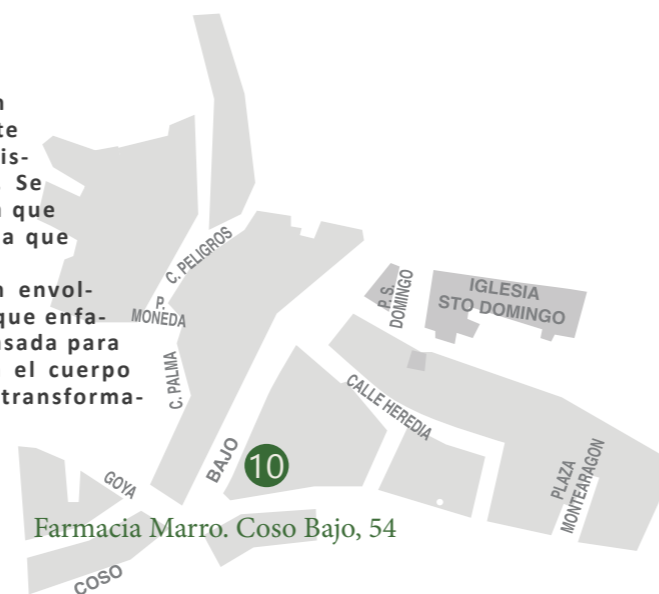 n
te
is-
Se
que
a que
n envol-
que enfa-
sada para
el cuerpo
transforma-
C. PELIGROS
P.
MONEDA
C. PALMA
P. S.
DOMINGO
IGLESIA
STO DOMINGO
CALLE HEREDIA
BAJO
10
GOYA
PLAZA
MONTEARAGON
Farmacia Marro. Coso Bajo, 54
COSO